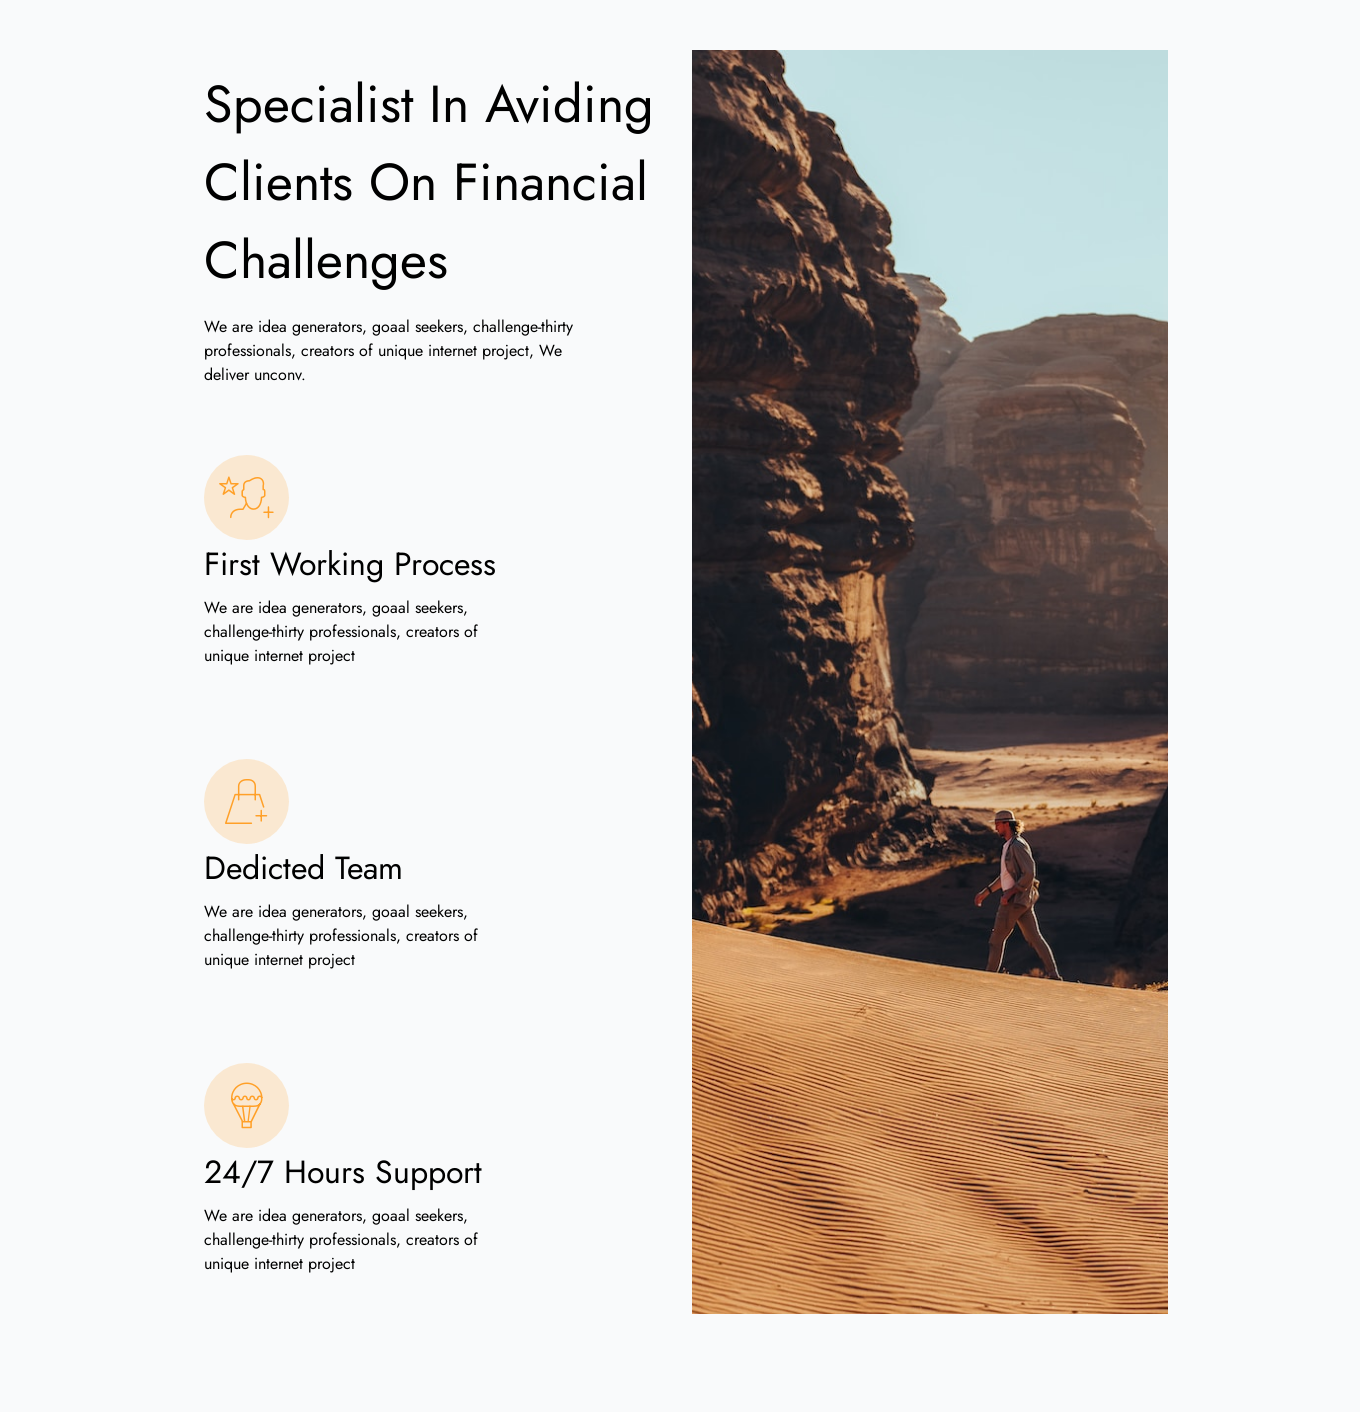 Specialist In Aviding
Clients On Financial
Challenges
We are idea generators, goaal seekers, challenge-thirty
professionals, creators of unique internet project, We
deliver unconv.
First Working Process
We are idea generators, goaal seekers,
challenge-thirty professionals, creators of
unique internet project
Dedicted Team
We are idea generators, goaal seekers,
challenge-thirty professionals, creators of
unique internet project
24/7 Hours Support
We are idea generators, goaal seekers,
challenge-thirty professionals, creators of
unique internet project